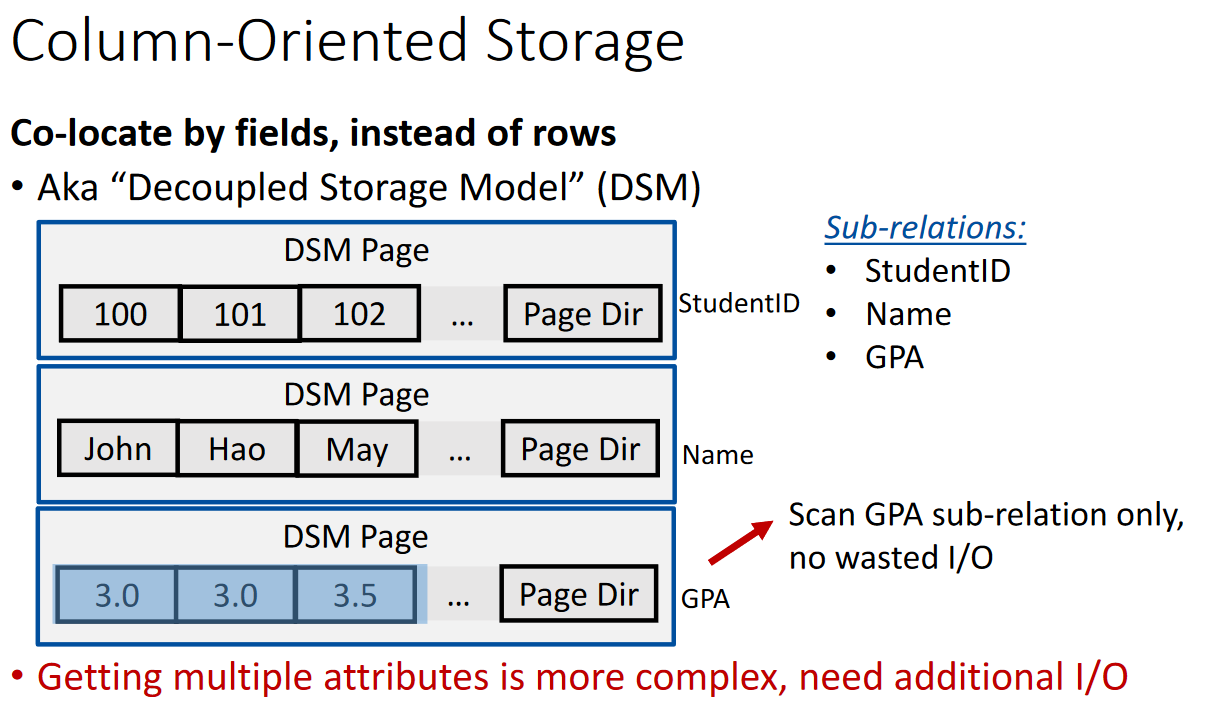 Column-Oriented Storage
Co-locate by fields, instead of rows
• Aka “Decoupled Storage Model” (DSM)
DSM Page
100 101 102 ... Page Dir
StudentID
DSM Page
John Hao May ... Page Dir
Name
DSM Page
3.0 3.0 3.5 ... Page Dir
GPA
Sub-relations:
• StudentID
• Name
• GPA
Scan GPA sub-relation only,
no wasted I/O
• Getting multiple attributes is more complex, need additional I/O